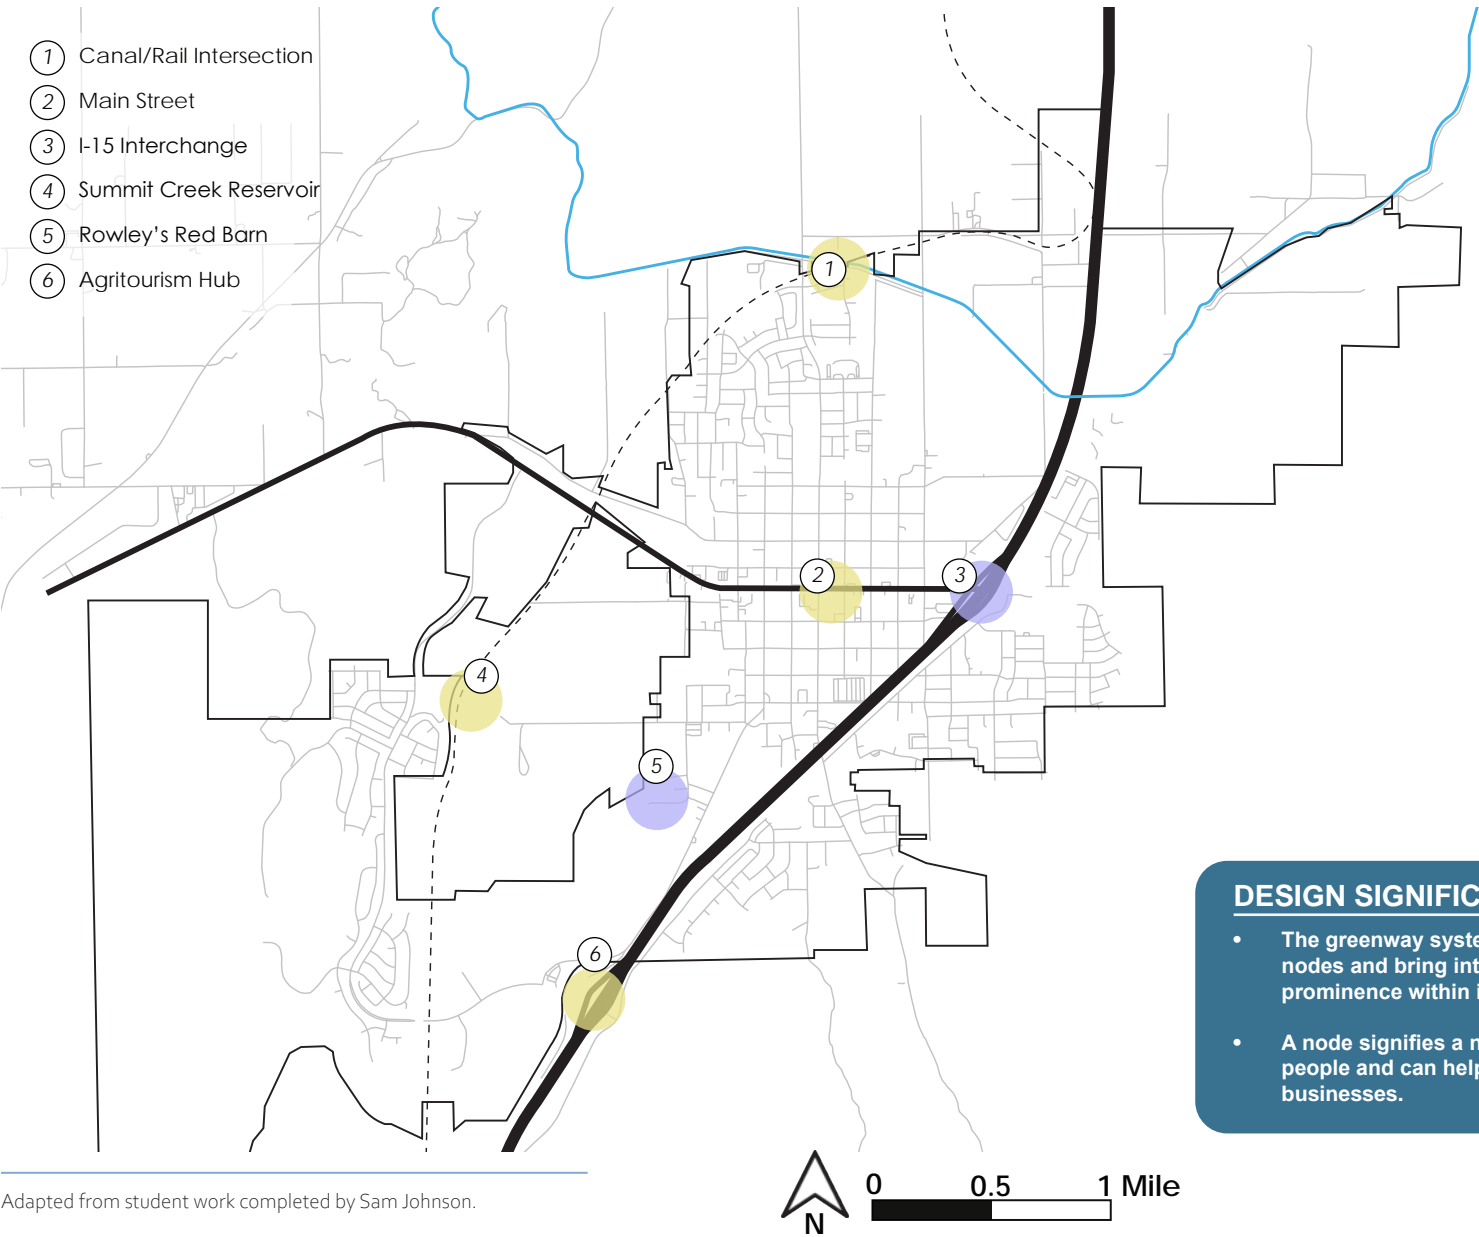 1 Canal/Rail Intersection
2 Main Street
3 I-15 Interchange
4 Summit Creek Reservoir
5 Rowley's Red Barn
6 Agritourism Hub
1
2
3
4
5
6
DESIGN SIGNIFIC
• The greenway syste
nodes and bring int
prominence within i
• A node signifies a n
people and can help
businesses.
Adapted from student work completed by Sam Johnson.
N
0 0.5 1 Mile